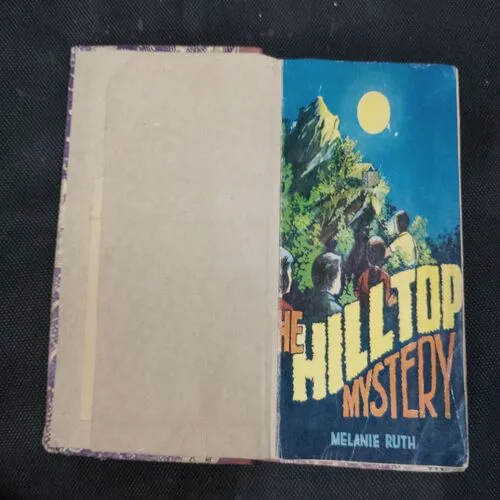 HE
HILLTOP
MYSTERY
MELANIE RUTH